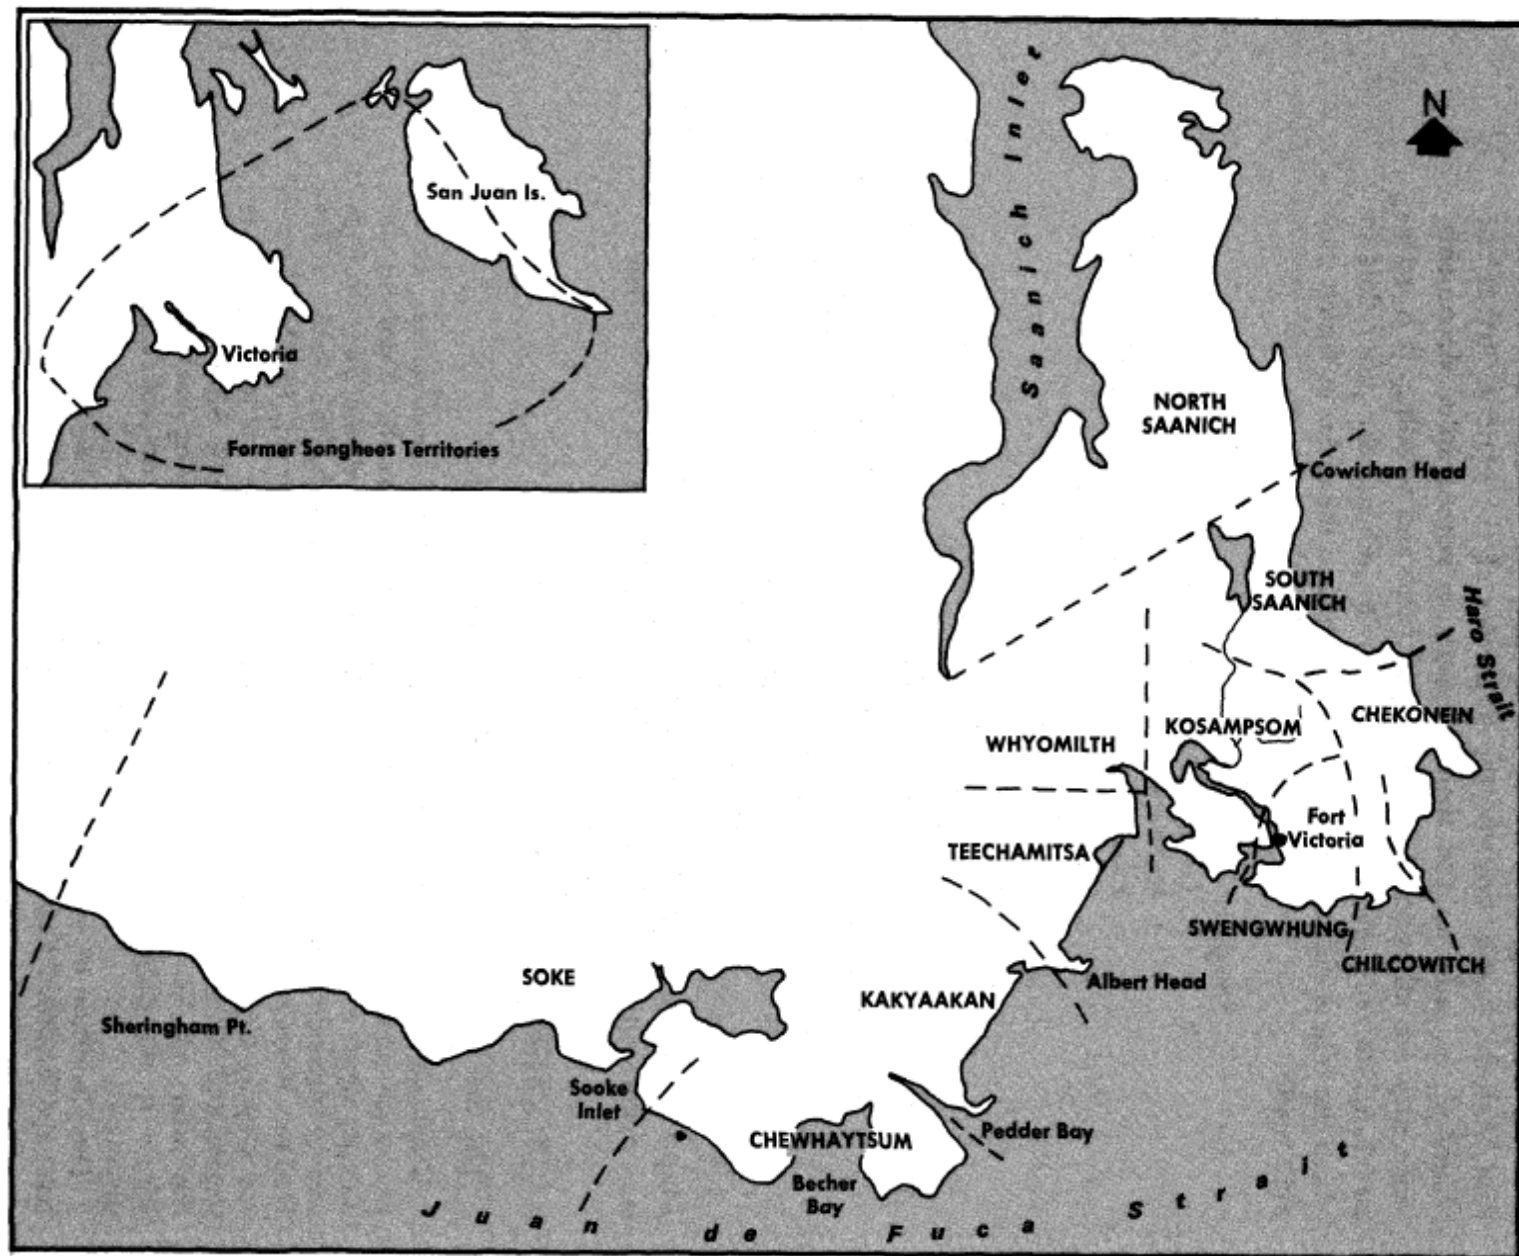 San Juan Is.
Victoria
Former Songhees Territories
Saanich Inlet
N
NORTH
SAANICH
Cowichan Head
SOUTH
SAANICH
Haro Strait
KOSAMPSOM
CHEKONEIN
WHYOMILTH
Fort
Victoria
TEECHAMITSA
SWENGWHUNG
CHILCOWITCH
SOKE
KAKYAAKAN
Albert Head
Sheringham Pt.
Sooke
Inlet
CHEWHAYTSUM
Pedder Bay
Becher
Bay
Juan de Fuca Strait